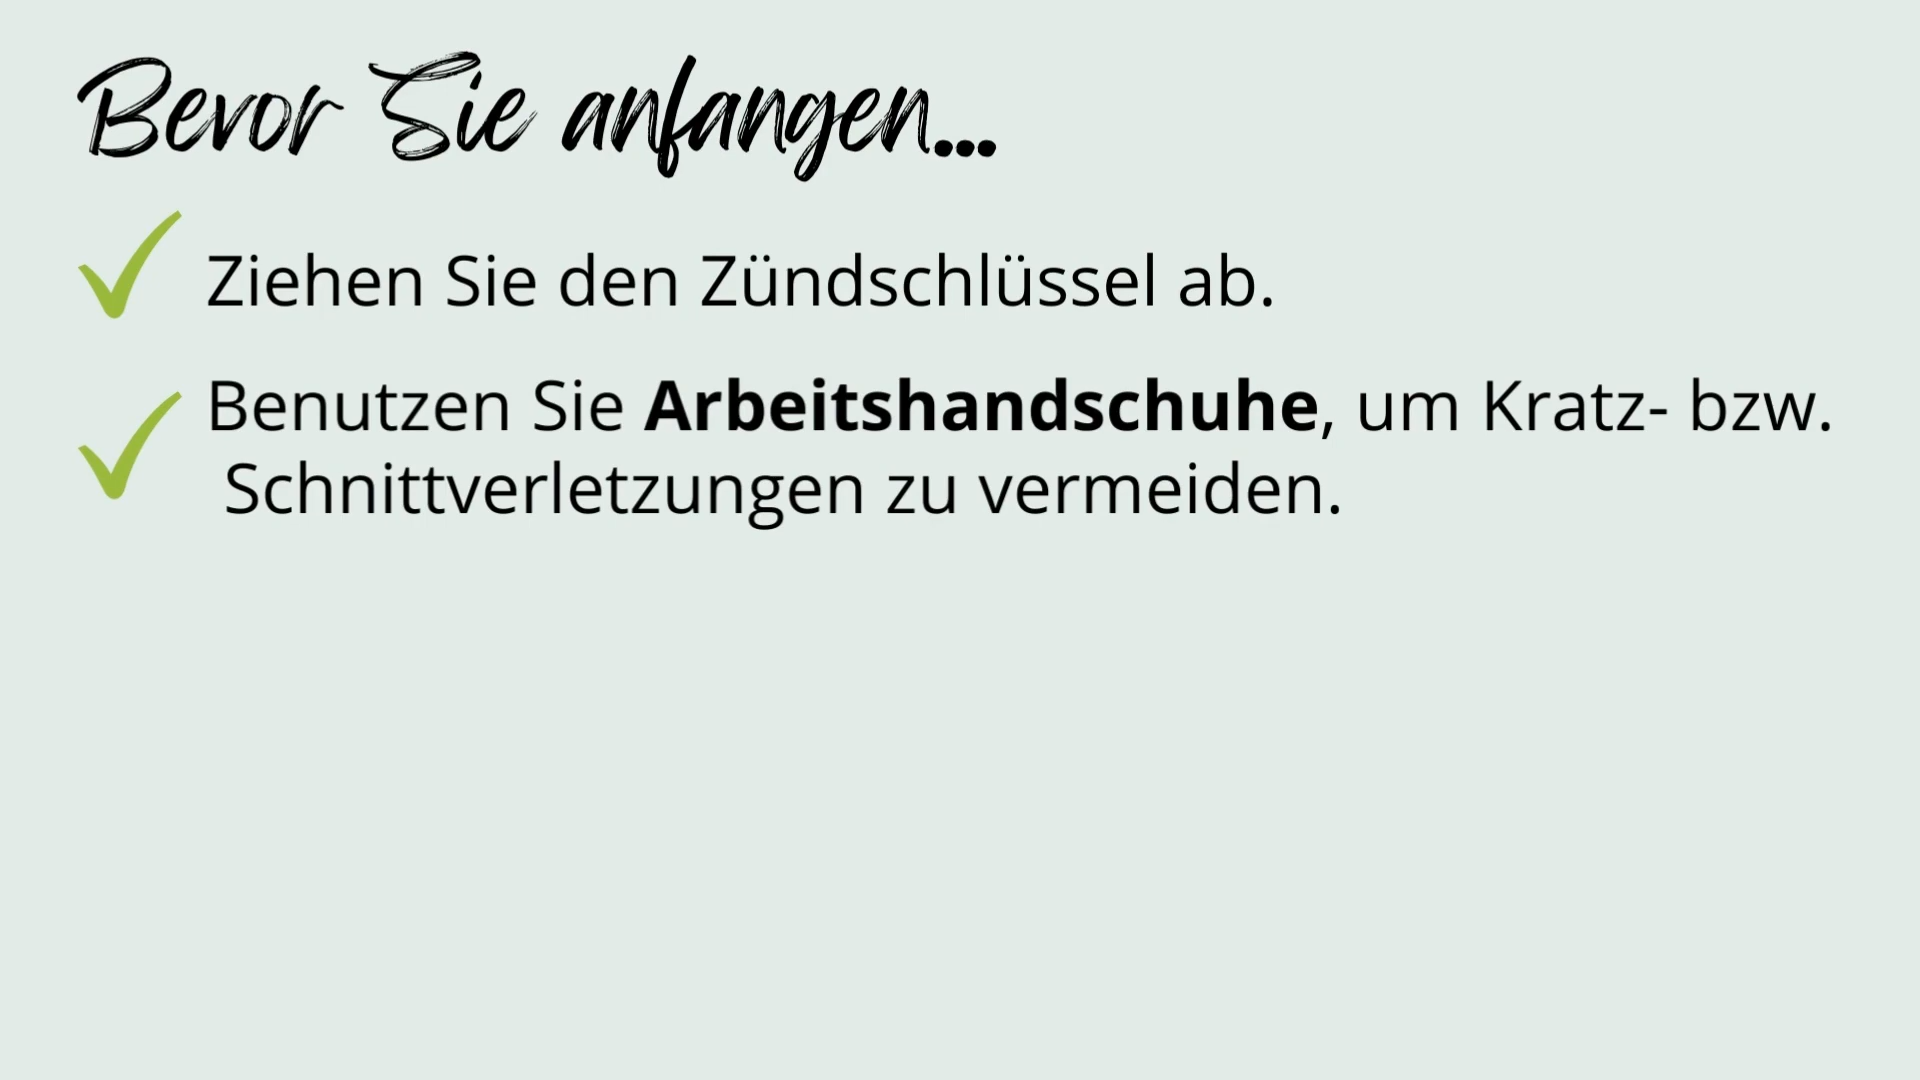 Bevor Sie anfangen...
Ziehen Sie den Zündschlüssel ab.
Benutzen Sie Arbeitshandschuhe, um Kratz- bzw.
Schnittverletzungen zu vermeiden.